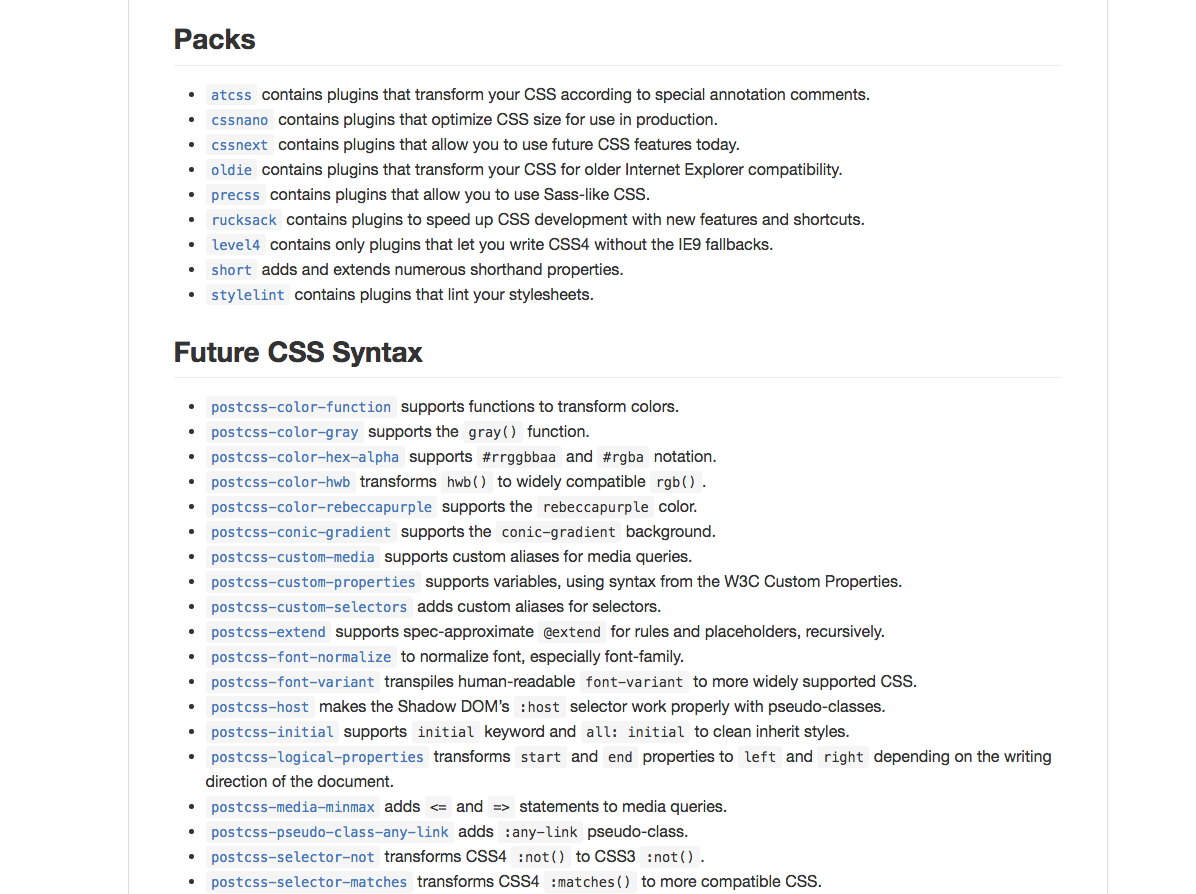 Packs
atcss contains plugins that transform your CSS according to special annotation comments.
cssnano contains plugins that optimize CSS size for use in production.
cssnext contains plugins that allow you to use future CSS features today.
oldie contains plugins that transform your CSS for older Internet Explorer compatibility.
precss contains plugins that allow you to use Sass-like CSS.
rucksack contains plugins to speed up CSS development with new features and shortcuts.
level4 contains only plugins that let you write CSS4 without the IE9 fallbacks.
short adds and extends numerous shorthand properties.
stylelint contains plugins that lint your stylesheets.
Future CSS Syntax
postcss-color-function supports functions to transform colors.
postcss-color-gray supports the gray() function.
postcss-color-hex-alpha supports #rrggbbaa and #rgba notation.
postcss-color-hwb transforms hwb() to widely compatible rgb() .
postcss-color-rebeccapurple supports the rebeccapurple color.
postcss-conic-gradient supports the conic-gradient background.
postcss-custom-media supports custom aliases for media queries.
postcss-custom-properties supports variables, using syntax from the W3C Custom Properties.
postcss-custom-selectors adds custom aliases for selectors.
postcss-extend supports spec-approximate @extend for rules and placeholders, recursively.
postcss-font-normalize to normalize font, especially font-family.
postcss-font-variant transpiles human-readable font-variant to more widely supported CSS.
postcss-host makes the Shadow DOM’s :host selector work properly with pseudo-classes.
postcss-initial supports initial keyword and all: initial to clean inherit styles.
postcss-logical-properties transforms start and end properties to left and right depending on the writing
direction of the document.
postcss-media-minmax adds <= and => statements to media queries.
postcss-pseudo-class-any-link adds :any-link pseudo-class.
postcss-selector-not transforms CSS4 :not() to CSS3 :not() .
postcss-selector-matches transforms CSS4 :matches() to more compatible CSS.